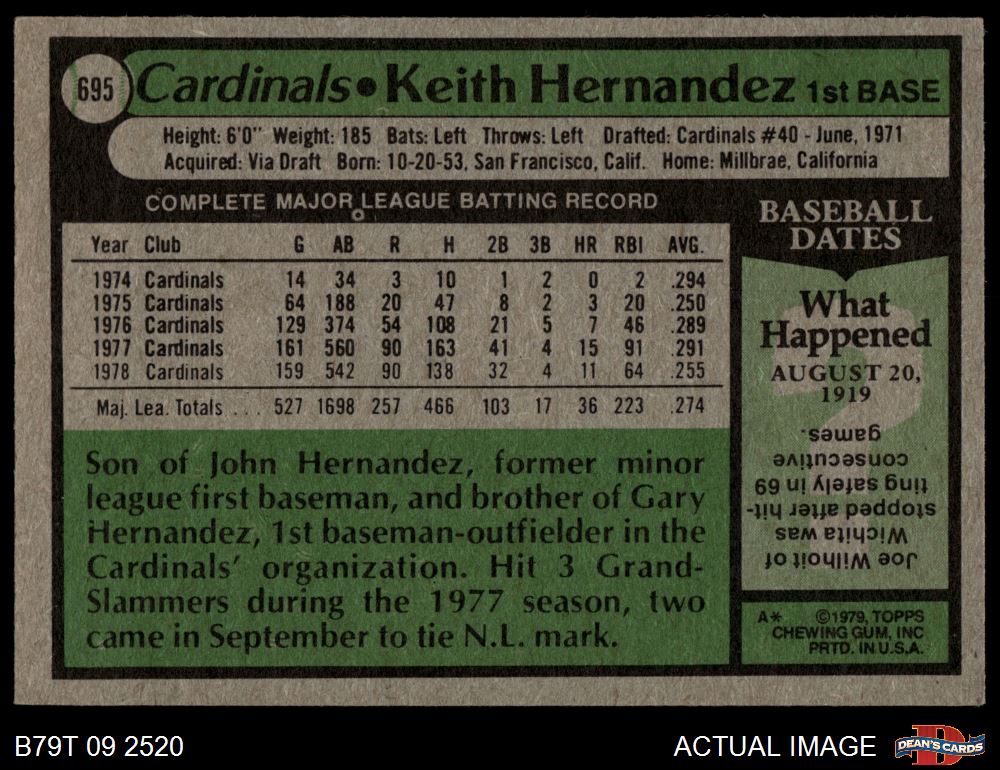 695 Cardinals • Keith Hernandez 1st BASE
Height: 6'0" Weight: 185 Bats: Left Throws: Left Drafted: Cardinals #40 - June, 1971
Acquired: Via Draft Born: 10-20-53, San Francisco, Calif. Home: Millbrae, California
COMPLETE MAJOR LEAGUE BATTING RECORD
Year Club G AB R H 2B 3B HR RBI AVG.
1974 Cardinals 14 34 3 10 1 2 0 2 .294
1975 Cardinals 64 188 20 47 8 2 3 20 .250
1976 Cardinals 129 374 54 108 21 5 7 46 .289
1977 Cardinals 161 560 90 163 41 4 15 91 .291
1978 Cardinals 159 542 90 138 32 4 11 64 .255
Maj. Lea. Totals ... 527 1698 257 466 103 17 36 223 .274
Son of John Hernandez, former minor
league first baseman, and brother of Gary
Hernandez, 1st baseman-outfielder in the
Cardinals' organization. Hit 3 Grand-
Slammers during the 1977 season, two
came in September to tie N.L. mark.
BASEBALL
DATES
What
Happened
AUGUST 20,
1919
Joe Wilhoit of
Wichita was
stopped after hit-
ting safely in 69
consecutive
games.
A* ©1979, TOPPS
CHEWING GUM, INC
PRTD. IN U.S.A.
B79T 09 2520
ACTUAL IMAGE
DEAN'S CARDS